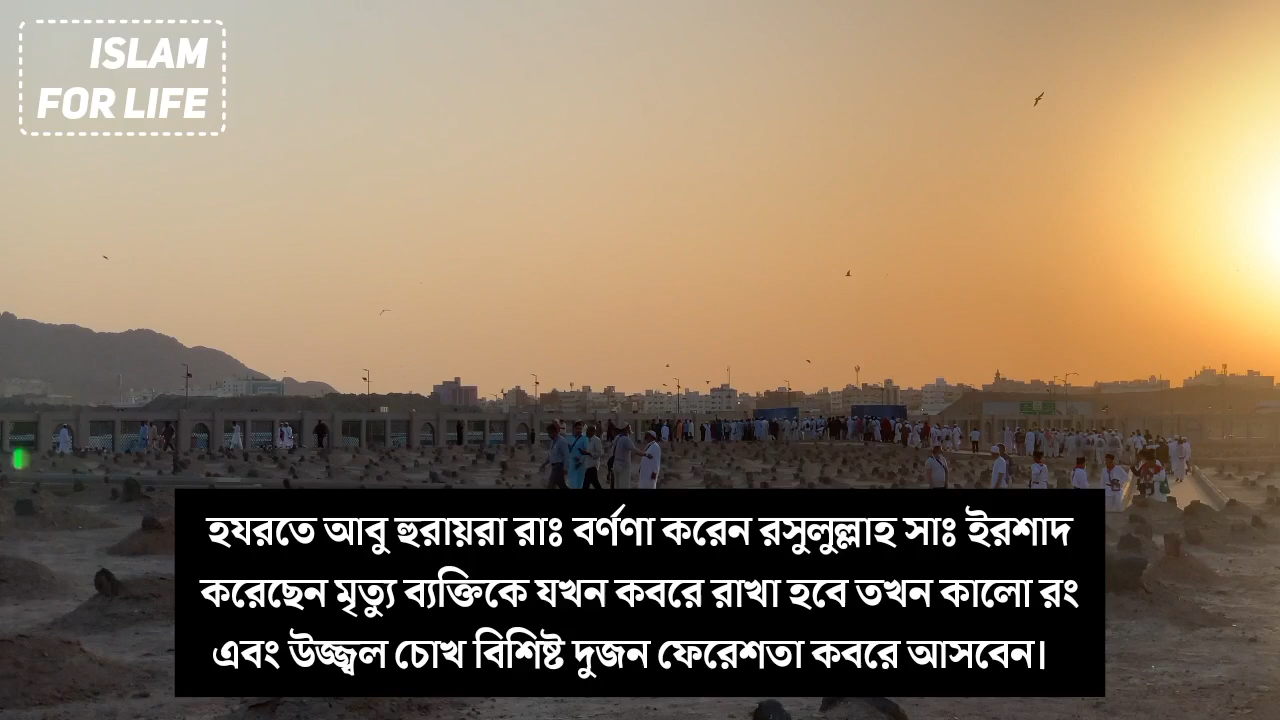 ISLAM
FOR LIFE
হযরতে আবু হুরায়রা রাঃ বর্ণণা করেন রসুলুল্লাহ সাঃ ইরশাদ
করেছেন মৃত্যু ব্যক্তিকে যখন কবরে রাখা হবে তখন কালো রং
এবং উজ্জ্বল চোখ বিশিষ্ট দুজন ফেরেশতা কবরে আসবেন।